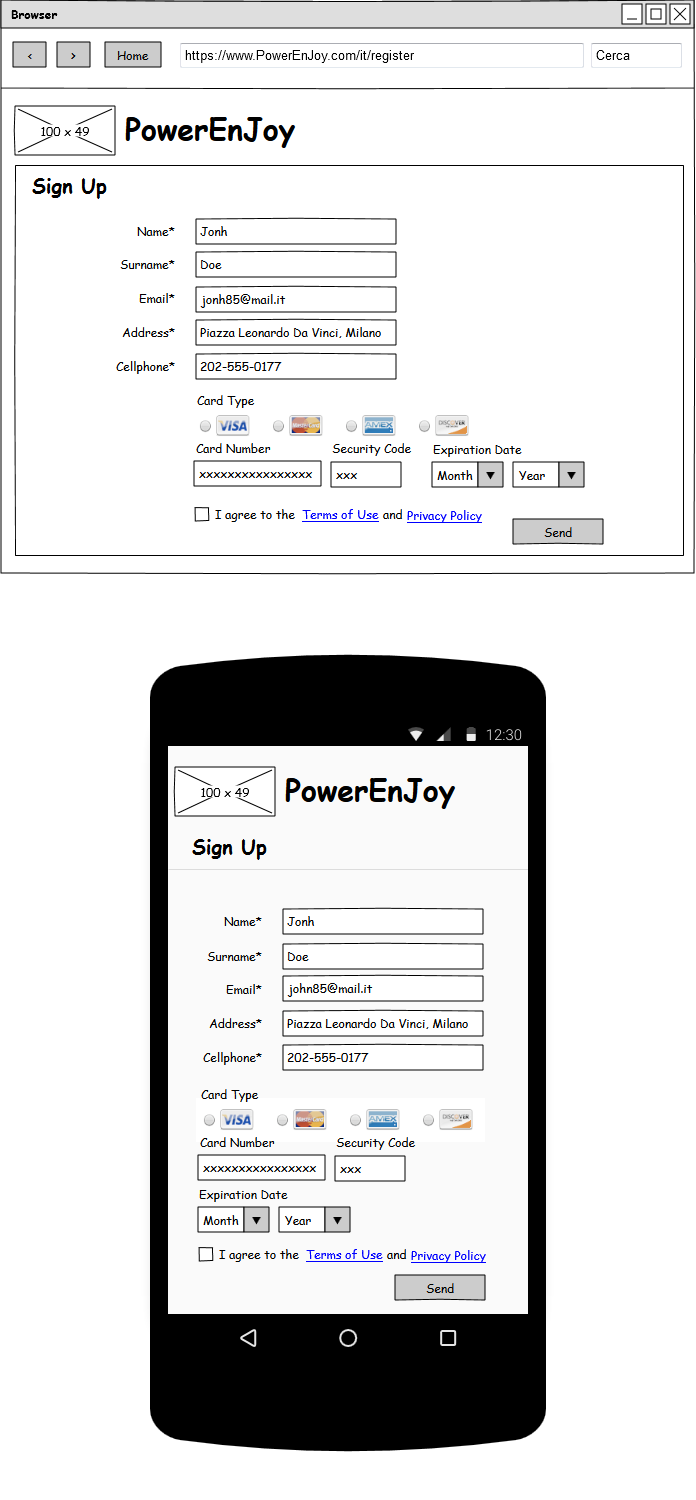 Browser
< > Home https://www.PowerEnJoy.com/it/register Cerca
100 x 49 PowerEnJoy
Sign Up
Name* Jonh
Surname* Doe
Email* jonh85@mail.it
Address* Piazza Leonardo Da Vinci, Milano
Cellphone* 202-555-0177
Card Type
VISA MasterCard AMEX DISCOVER
Card Number Security Code Expiration Date
xxxxxxxxxxxxxxxx xxx Month ▼ Year ▼
I agree to the Terms of Use and Privacy Policy
Send
12:30
100 x 49 PowerEnJoy
Sign Up
Name* Jonh
Surname* Doe
Email* john85@mail.it
Address* Piazza Leonardo Da Vinci, Milano
Cellphone* 202-555-0177
Card Type
VISA MasterCard AMEX DISCOVER
Card Number Security Code
xxxxxxxxxxxxxxxx xxx
Expiration Date
Month ▼ Year ▼
I agree to the Terms of Use and Privacy Policy
Send